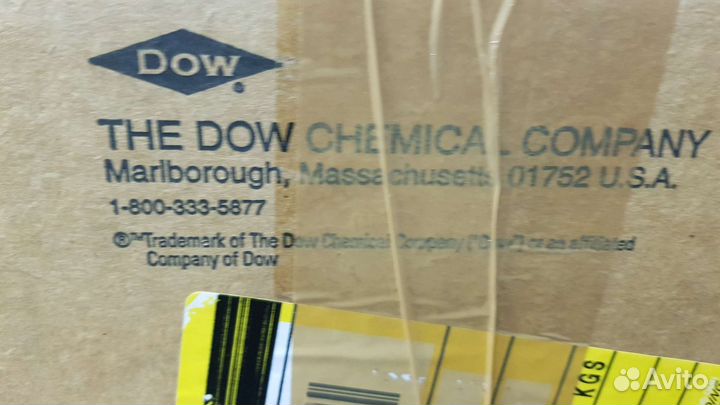 DOW
®
THE DOW CHEMICAL COMPANY
Marlborough, Massachusetts 01752 U.S.A.
1-800-333-5877
®™Trademark of The Dow Chemical Company ("Dow") or an affiliated
Company of Dow
KGS
Avito